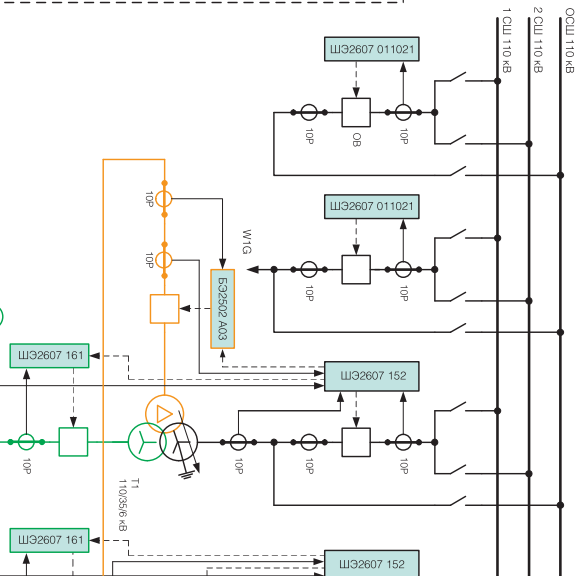 1 СШ 110 кВ
2 СШ 110 кВ
ОСШ 110 кВ
ШЭ2607 011021
10Р
ОВ
10Р
ШЭ2607 011021
W1G
10Р
10Р
10Р
10Р
БЭ2502 А03
ШЭ2607 161
ШЭ2607 152
10Р
10Р
10Р
10Р
Т1
110/35/6 кВ
ШЭ2607 161
ШЭ2607 152